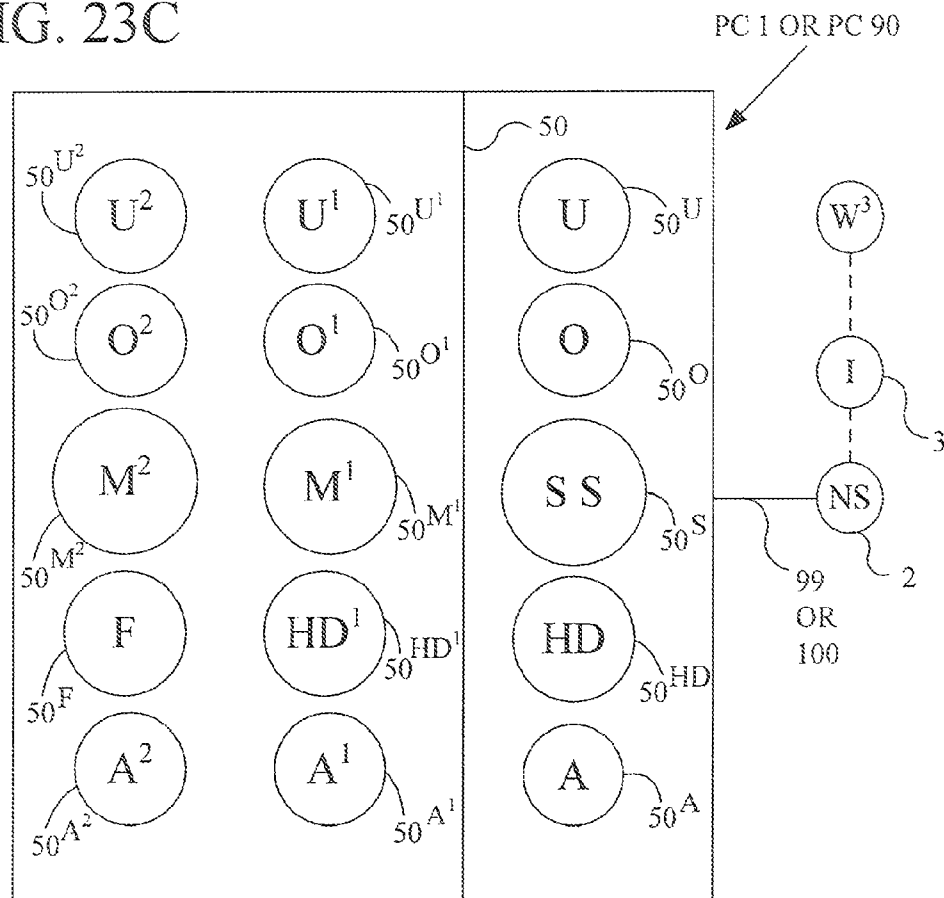 IG. 23C
PC 1 OR PC 90
50
50U²
U²
U¹
50U¹
U
50U
W³
50O²
O²
O¹
50O¹
O
50O
I
3
M²
50M²
M¹
50M¹
S S
50S
NS
2
99
OR
100
F
50F
HD¹
50HD¹
HD
50HD
A²
50A²
A¹
50A¹
A
50A